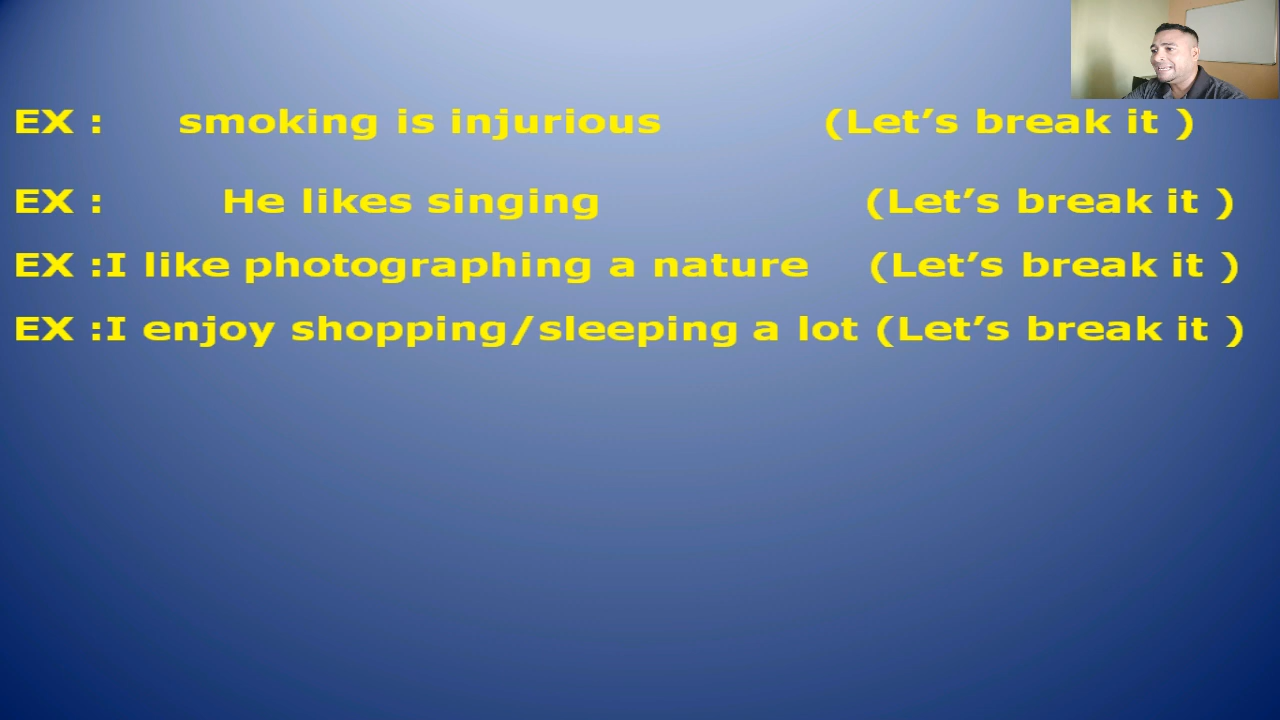 EX : smoking is injurious (Let’s break it )
EX : He likes singing (Let’s break it )
EX :I like photographing a nature (Let’s break it )
EX :I enjoy shopping/sleeping a lot (Let’s break it )